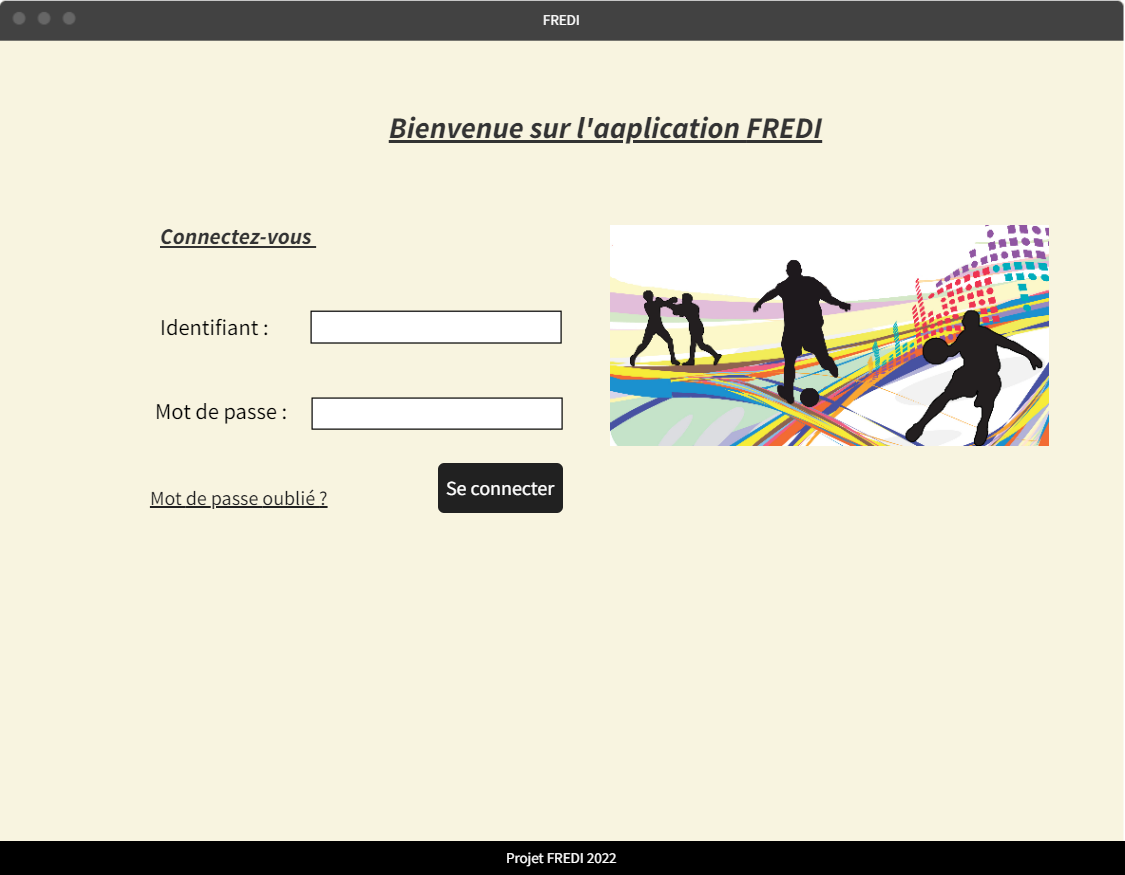 FREDI
Bienvenue sur l'aaplication FREDI
Connectez-vous
Identifiant :
Mot de passe :
Mot de passe oublié ?
Se connecter
Projet FREDI 2022